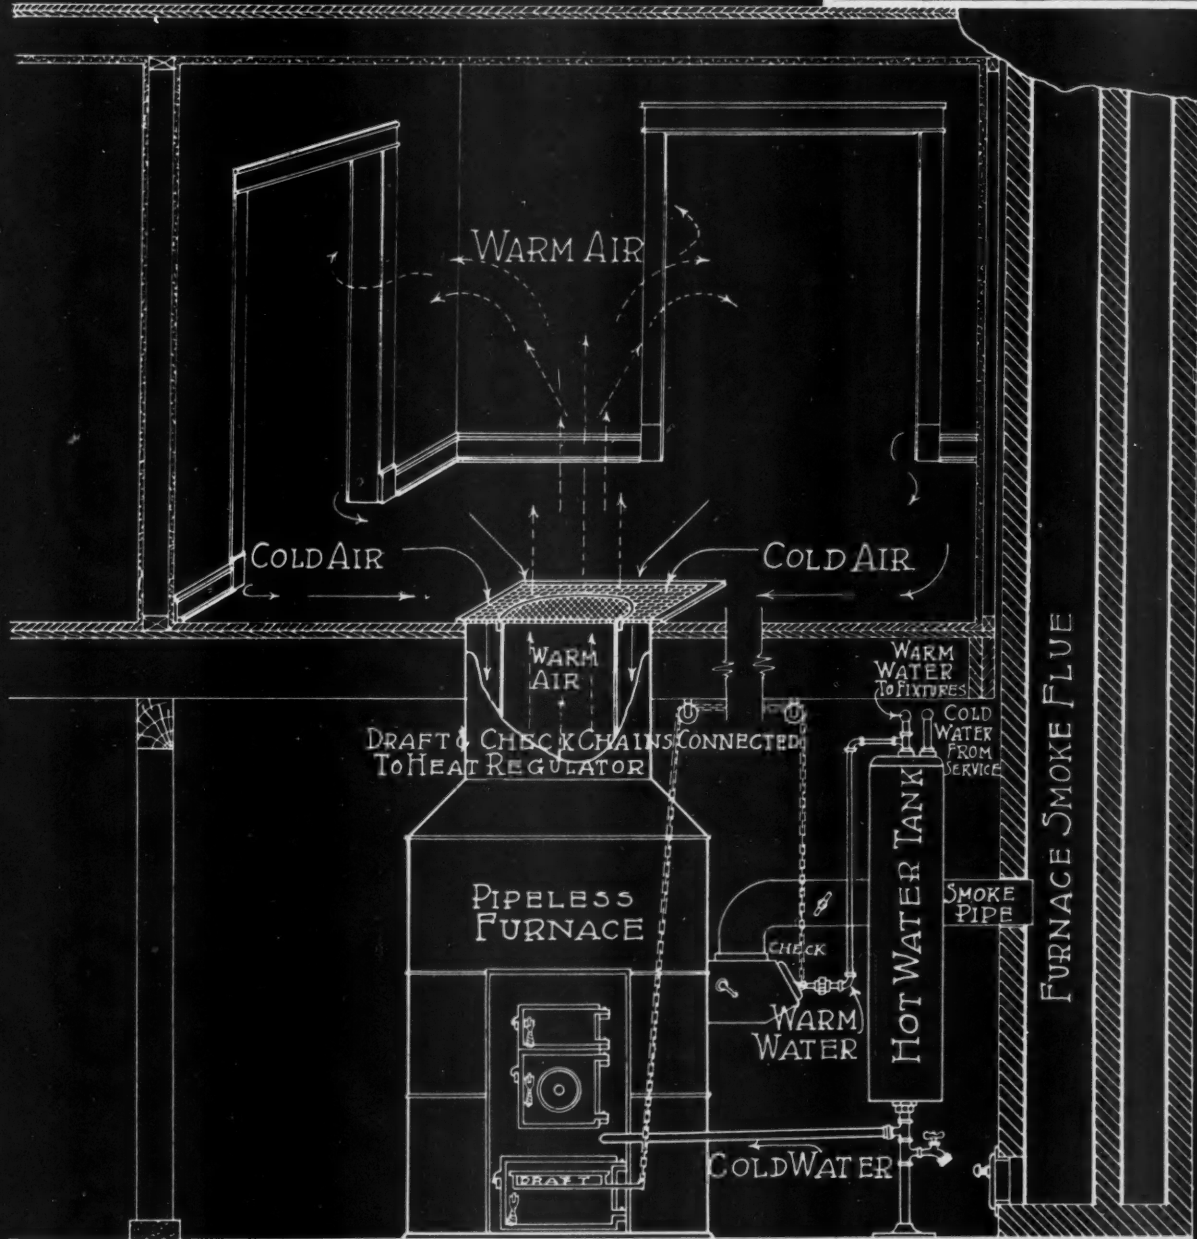 WARM AIR
COLD AIR
COLD AIR
WARM
AIR
WARM
WATER
TO FIXTURES
COLD
WATER
FROM
SERVICE
DRAFT & CHECK CHAINS CONNECTED
TO HEAT REGULATOR
HOT WATER TANK
FURNACE SMOKE FLUE
PIPELESS
FURNACE
SMOKE
PIPE
CHECK
WARM
WATER
COLD WATER
DRAFT